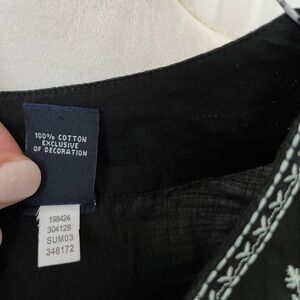 100% COTTON
EXCLUSIVE
OF DECORATION
198424
304128
SUM03
348172